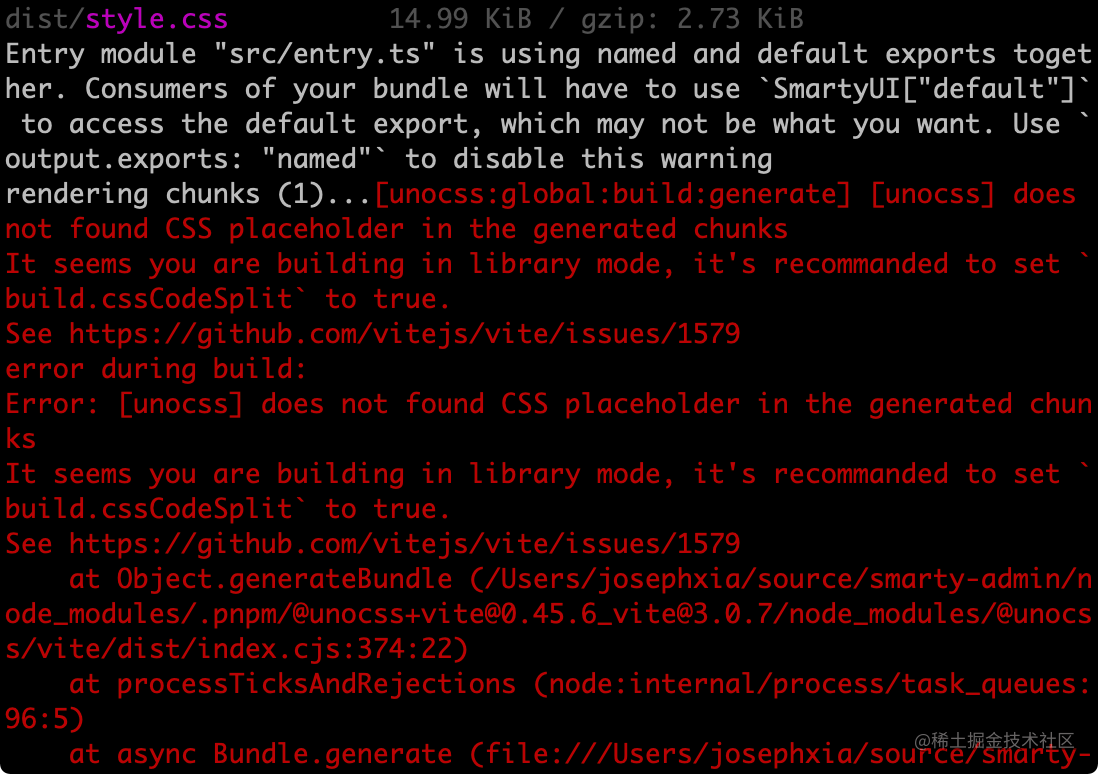 dist/style.css 14.99 KiB / gzip: 2.73 KiB
Entry module "src/entry.ts" is using named and default exports toget
her. Consumers of your bundle will have to use `SmartyUI["default"]`
 to access the default export, which may not be what you want. Use `
output.exports: "named"` to disable this warning
rendering chunks (1)...[unocss:global:build:generate] [unocss] does
not found CSS placeholder in the generated chunks
It seems you are building in library mode, it's recommanded to set `
build.cssCodeSplit` to true.
See https://github.com/vitejs/vite/issues/1579
error during build:
Error: [unocss] does not found CSS placeholder in the generated chun
ks
It seems you are building in library mode, it's recommanded to set `
build.cssCodeSplit` to true.
See https://github.com/vitejs/vite/issues/1579
    at Object.generateBundle (/Users/josephxia/source/smarty-admin/n
ode_modules/.pnpm/@unocss+vite@0.45.6_vite@3.0.7/node_modules/@unocs
s/vite/dist/index.cjs:374:22)
    at processTicksAndRejections (node:internal/process/task_queues:
96:5)
    at async Bundle.generate (file:///Users/josephxia/source/smarty-
@稀土掘金技术社区